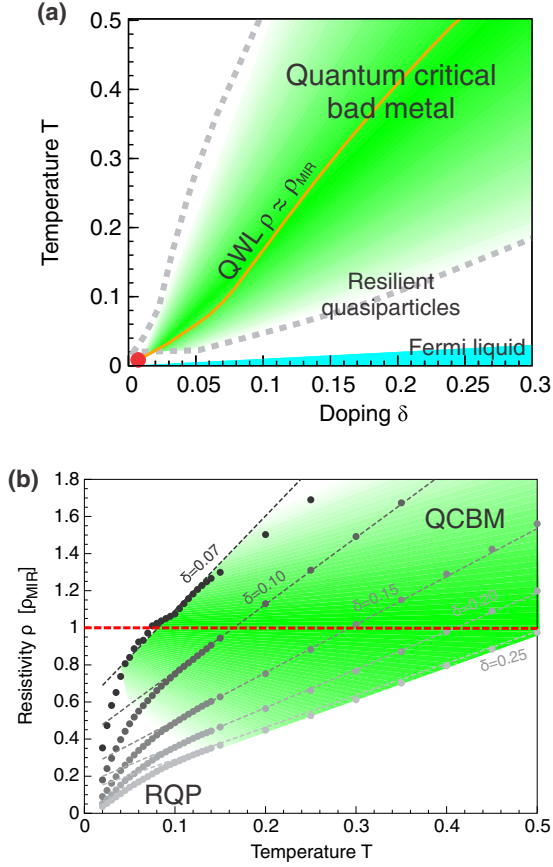 (a)
0.5
0.4
0.3
0.2
0.1
0
Temperature T
Quantum critical
bad metal
QWL ρ ≈ ρMIR
Resilient
quasiparticles
Fermi liquid
0 0.05 0.1 0.15 0.2 0.25 0.3
Doping δ
(b)
1.8
1.6
1.4
1.2
1
0.8
0.6
0.4
0.2
0
Resistivity ρ [ρMIR]
QCBM
δ=0.07
δ=0.10
δ=0.15
δ=0.20
δ=0.25
RQP
0 0.1 0.2 0.3 0.4 0.5
Temperature T